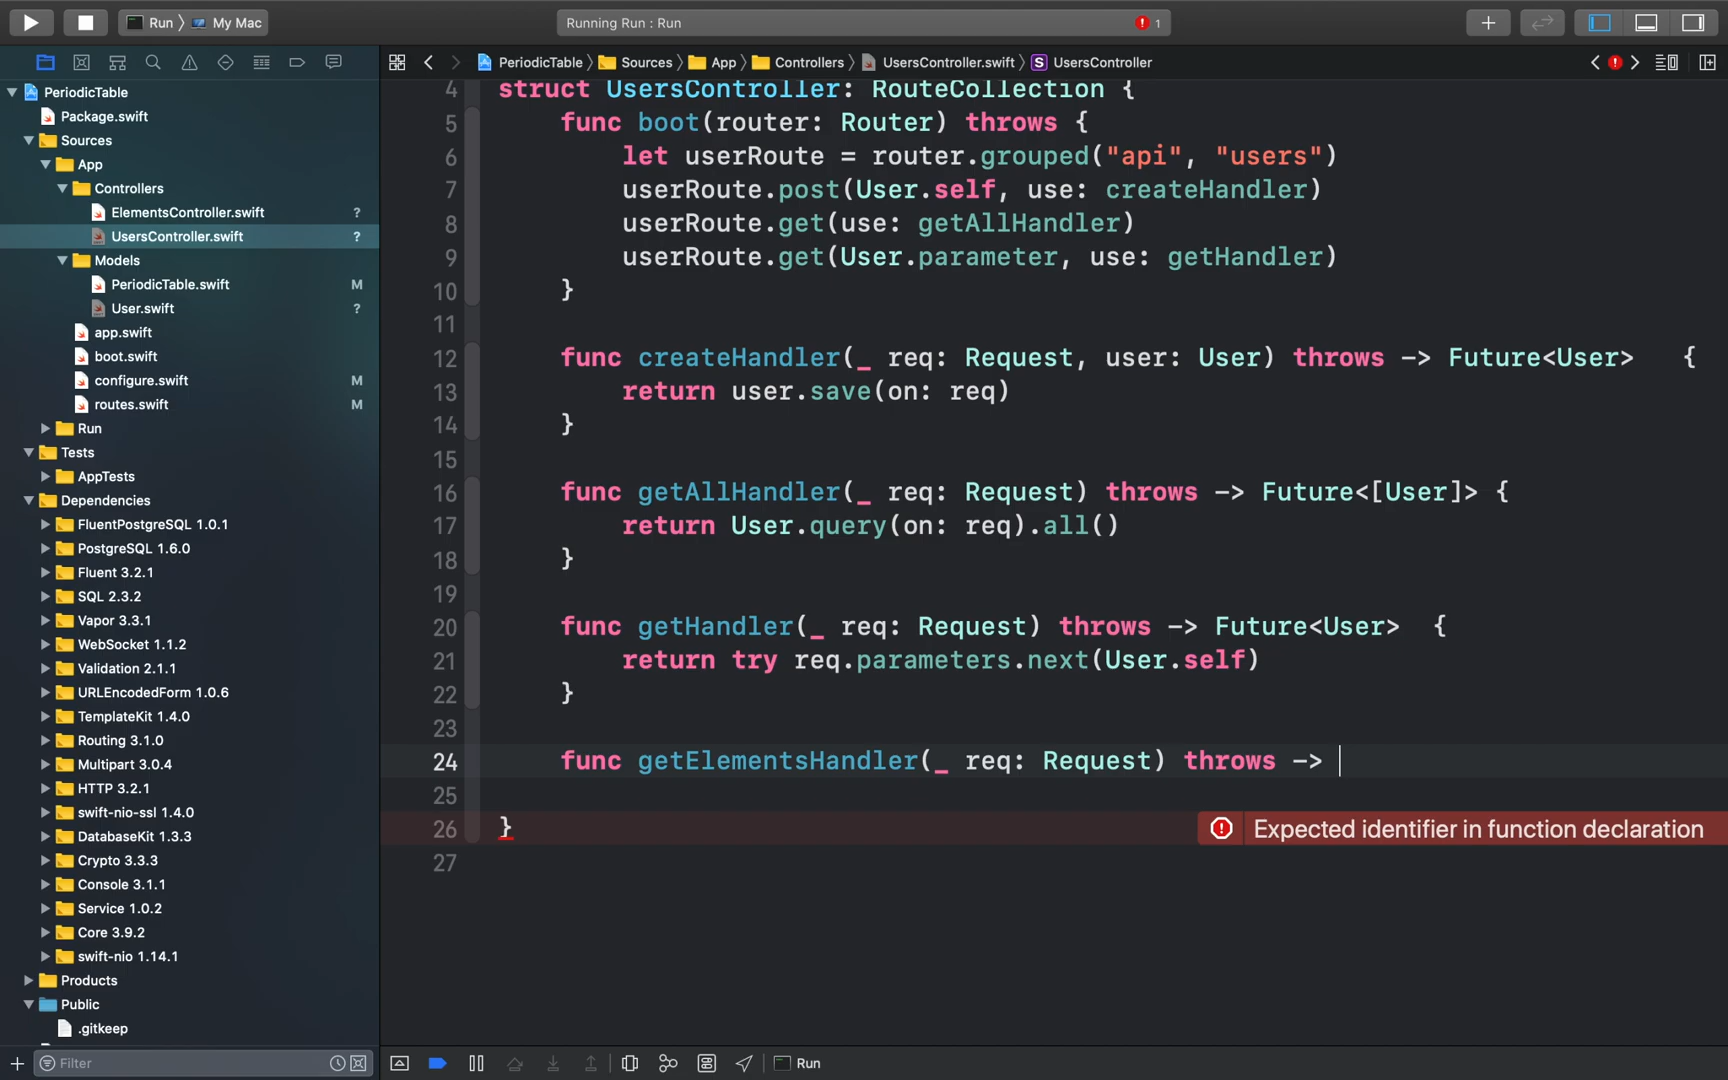 Run
My Mac
Running Run : Run
1
PeriodicTable
Sources
App
Controllers
UsersController.swift
S
UsersController
PeriodicTable
Package.swift
Sources
App
Controllers
ElementsController.swift ?
UsersController.swift ?
Models
PeriodicTable.swift M
User.swift ?
app.swift
boot.swift
configure.swift M
routes.swift M
Run
Tests
AppTests
Dependencies
FluentPostgreSQL 1.0.1
PostgreSQL 1.6.0
Fluent 3.2.1
SQL 2.3.2
Vapor 3.3.1
WebSocket 1.1.2
Validation 2.1.1
URLEncodedForm 1.0.6
TemplateKit 1.4.0
Routing 3.1.0
Multipart 3.0.4
HTTP 3.2.1
swift-nio-ssl 1.4.0
DatabaseKit 1.3.3
Crypto 3.3.3
Console 3.1.1
Service 1.0.2
Core 3.9.2
swift-nio 1.14.1
Products
Public
.gitkeep
Filter
4 struct UsersController: RouteCollection {
5 func boot(router: Router) throws {
6 let userRoute = router.grouped("api", "users")
7 userRoute.post(User.self, use: createHandler)
8 userRoute.get(use: getAllHandler)
9 userRoute.get(User.parameter, use: getHandler)
10 }
11
12 func createHandler(_ req: Request, user: User) throws -> Future<User> {
13 return user.save(on: req)
14 }
15
16 func getAllHandler(_ req: Request) throws -> Future<[User]> {
17 return User.query(on: req).all()
18 }
19
20 func getHandler(_ req: Request) throws -> Future<User> {
21 return try req.parameters.next(User.self)
22 }
23
24 func getElementsHandler(_ req: Request) throws ->
25
26 } Expected identifier in function declaration
27
Run